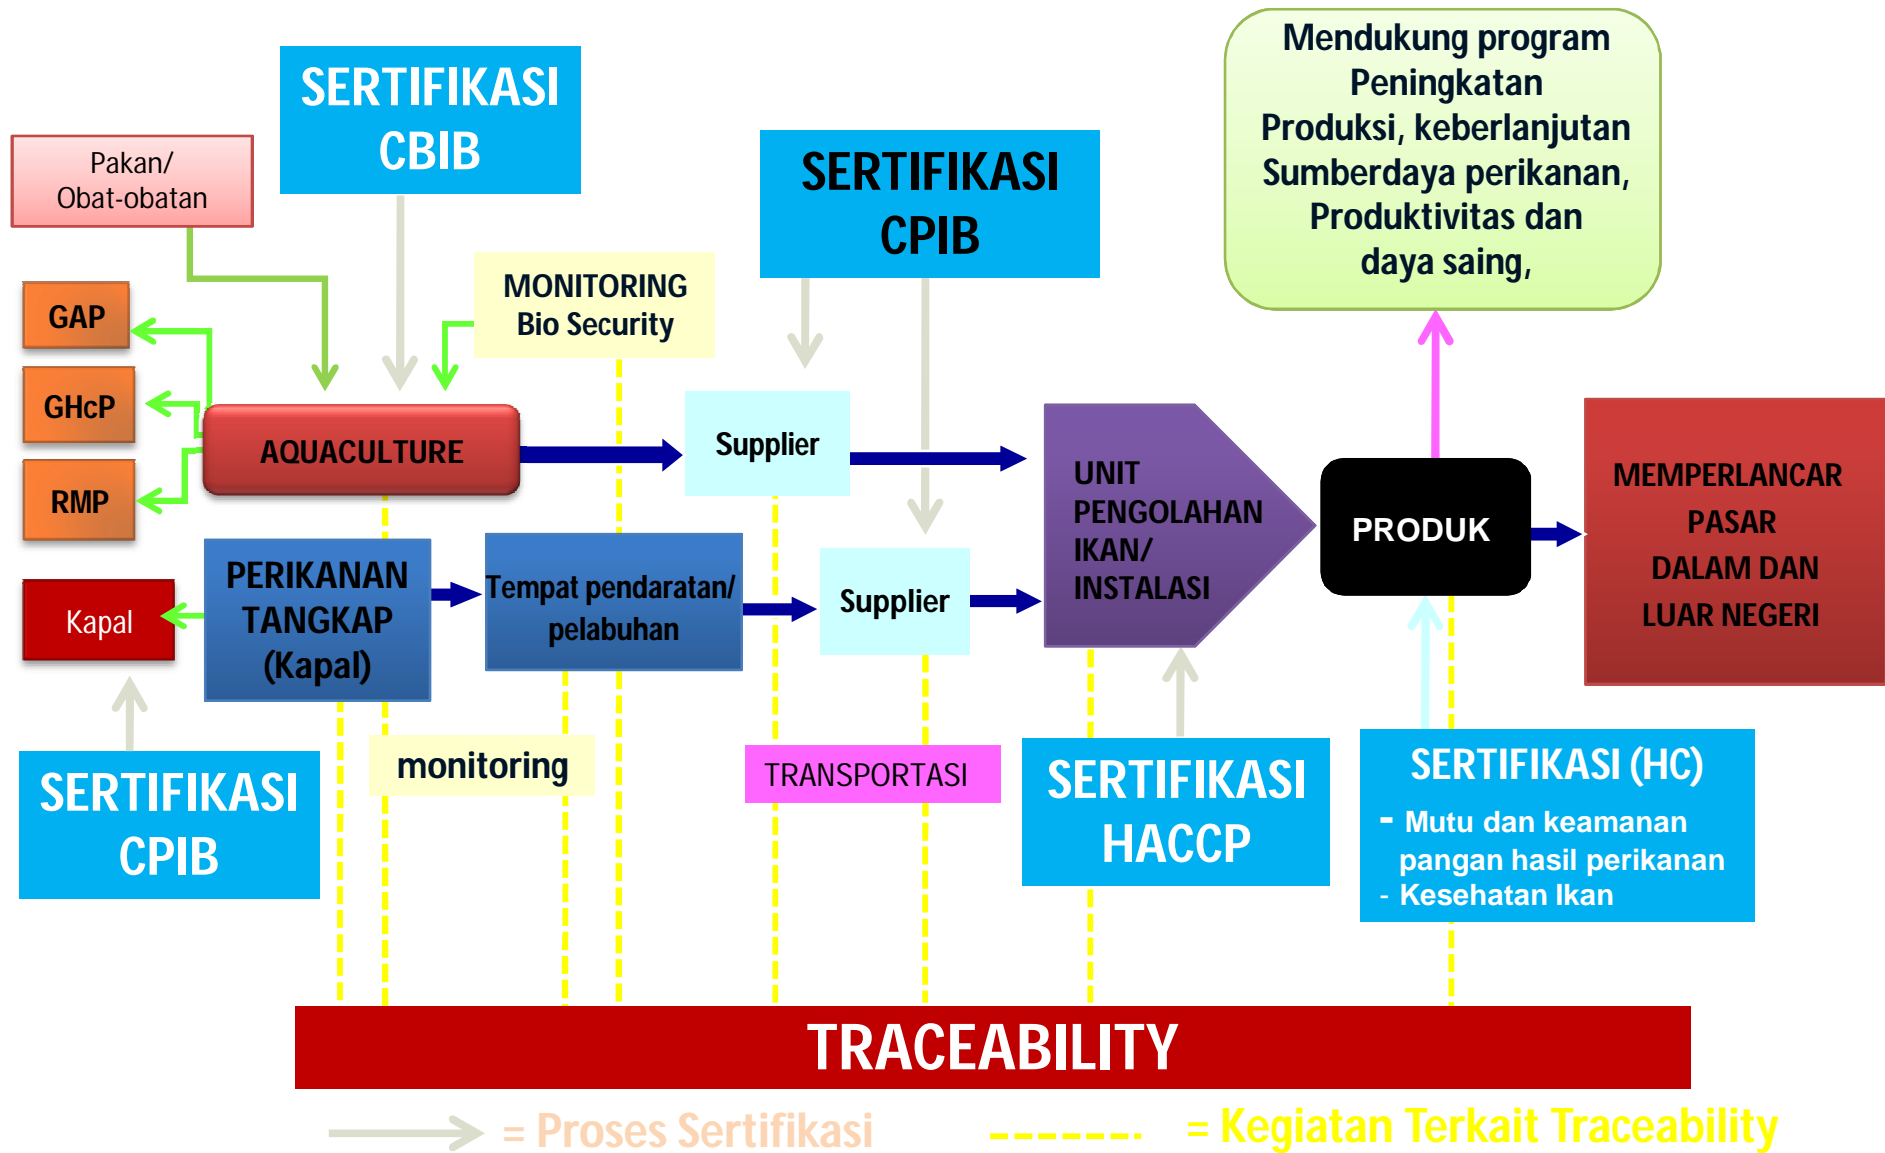 SERTIFIKASI
CBIB
Pakan/
Obat-obatan
SERTIFIKASI
CPIB
Mendukung program
Peningkatan
Produksi, keberlanjutan
Sumberdaya perikanan,
Produktivitas dan
daya saing,
MONITORING
Bio Security
GAP
GHcP
RMP
AQUACULTURE
Supplier
UNIT
PENGOLAHAN
IKAN/
INSTALASI
PRODUK
MEMPERLANCAR
PASAR
DALAM DAN
LUAR NEGERI
Kapal
PERIKANAN
TANGKAP
(Kapal)
Tempat pendaratan/
pelabuhan
Supplier
SERTIFIKASI
CPIB
monitoring
TRANSPORTASI
SERTIFIKASI
HACCP
SERTIFIKASI (HC)
- Mutu dan keamanan
pangan hasil perikanan
- Kesehatan Ikan
TRACEABILITY
= Proses Sertifikasi
= Kegiatan Terkait Traceability